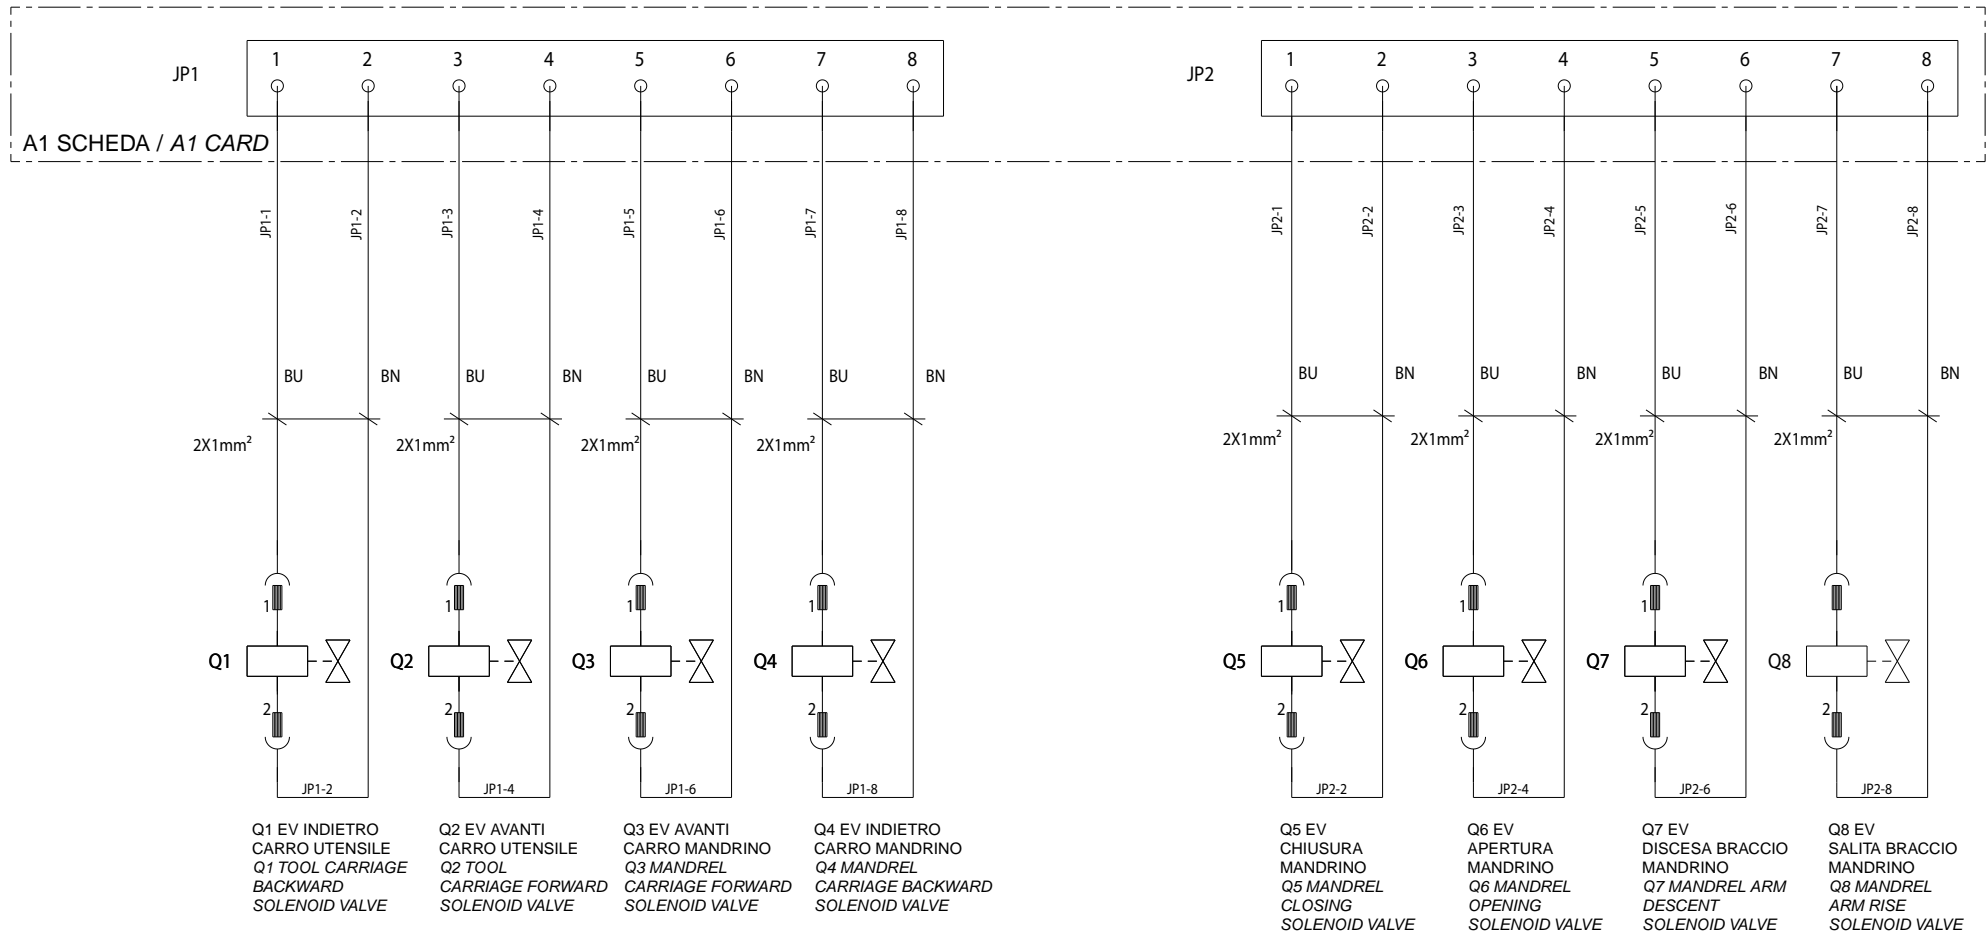 1 2 3 4 5 6 7 8
JP1
1 2 3 4 5 6 7 8
JP2
A1 SCHEDA / A1 CARD
JP1-1 JP1-2 JP1-3 JP1-4 JP1-5 JP1-6 JP1-7 JP1-8
JP2-1 JP2-2 JP2-3 JP2-4 JP2-5 JP2-6 JP2-7 JP2-8
BU BN BU BN BU BN BU BN
BU BN BU BN BU BN BU BN
2X1mm² 2X1mm² 2X1mm² 2X1mm²
2X1mm² 2X1mm² 2X1mm² 2X1mm²
1 1 1 1 1 1 1
Q1 Q2 Q3 Q4 Q5 Q6 Q7 Q8
2 2 2 2 2 2 2 2
JP1-2 JP1-4 JP1-6 JP1-8 JP2-2 JP2-4 JP2-6 JP2-8
Q1 EV INDIETRO
CARRO UTENSILE
Q1 TOOL CARRIAGE
BACKWARD
SOLENOID VALVE
Q2 EV AVANTI
CARRO UTENSILE
Q2 TOOL
CARRIAGE FORWARD
SOLENOID VALVE
Q3 EV AVANTI
CARRO MANDRINO
Q3 MANDREL
CARRIAGE FORWARD
SOLENOID VALVE
Q4 EV INDIETRO
CARRO MANDRINO
Q4 MANDREL
CARRIAGE BACKWARD
SOLENOID VALVE
Q5 EV
CHIUSURA
MANDRINO
Q5 MANDREL
CLOSING
SOLENOID VALVE
Q6 EV
APERTURA
MANDRINO
Q6 MANDREL
OPENING
SOLENOID VALVE
Q7 EV
DISCESA BRACCIO
MANDRINO
Q7 MANDREL ARM
DESCENT
SOLENOID VALVE
Q8 EV
SALITA BRACCIO
MANDRINO
Q8 MANDREL
ARM RISE
SOLENOID VALVE